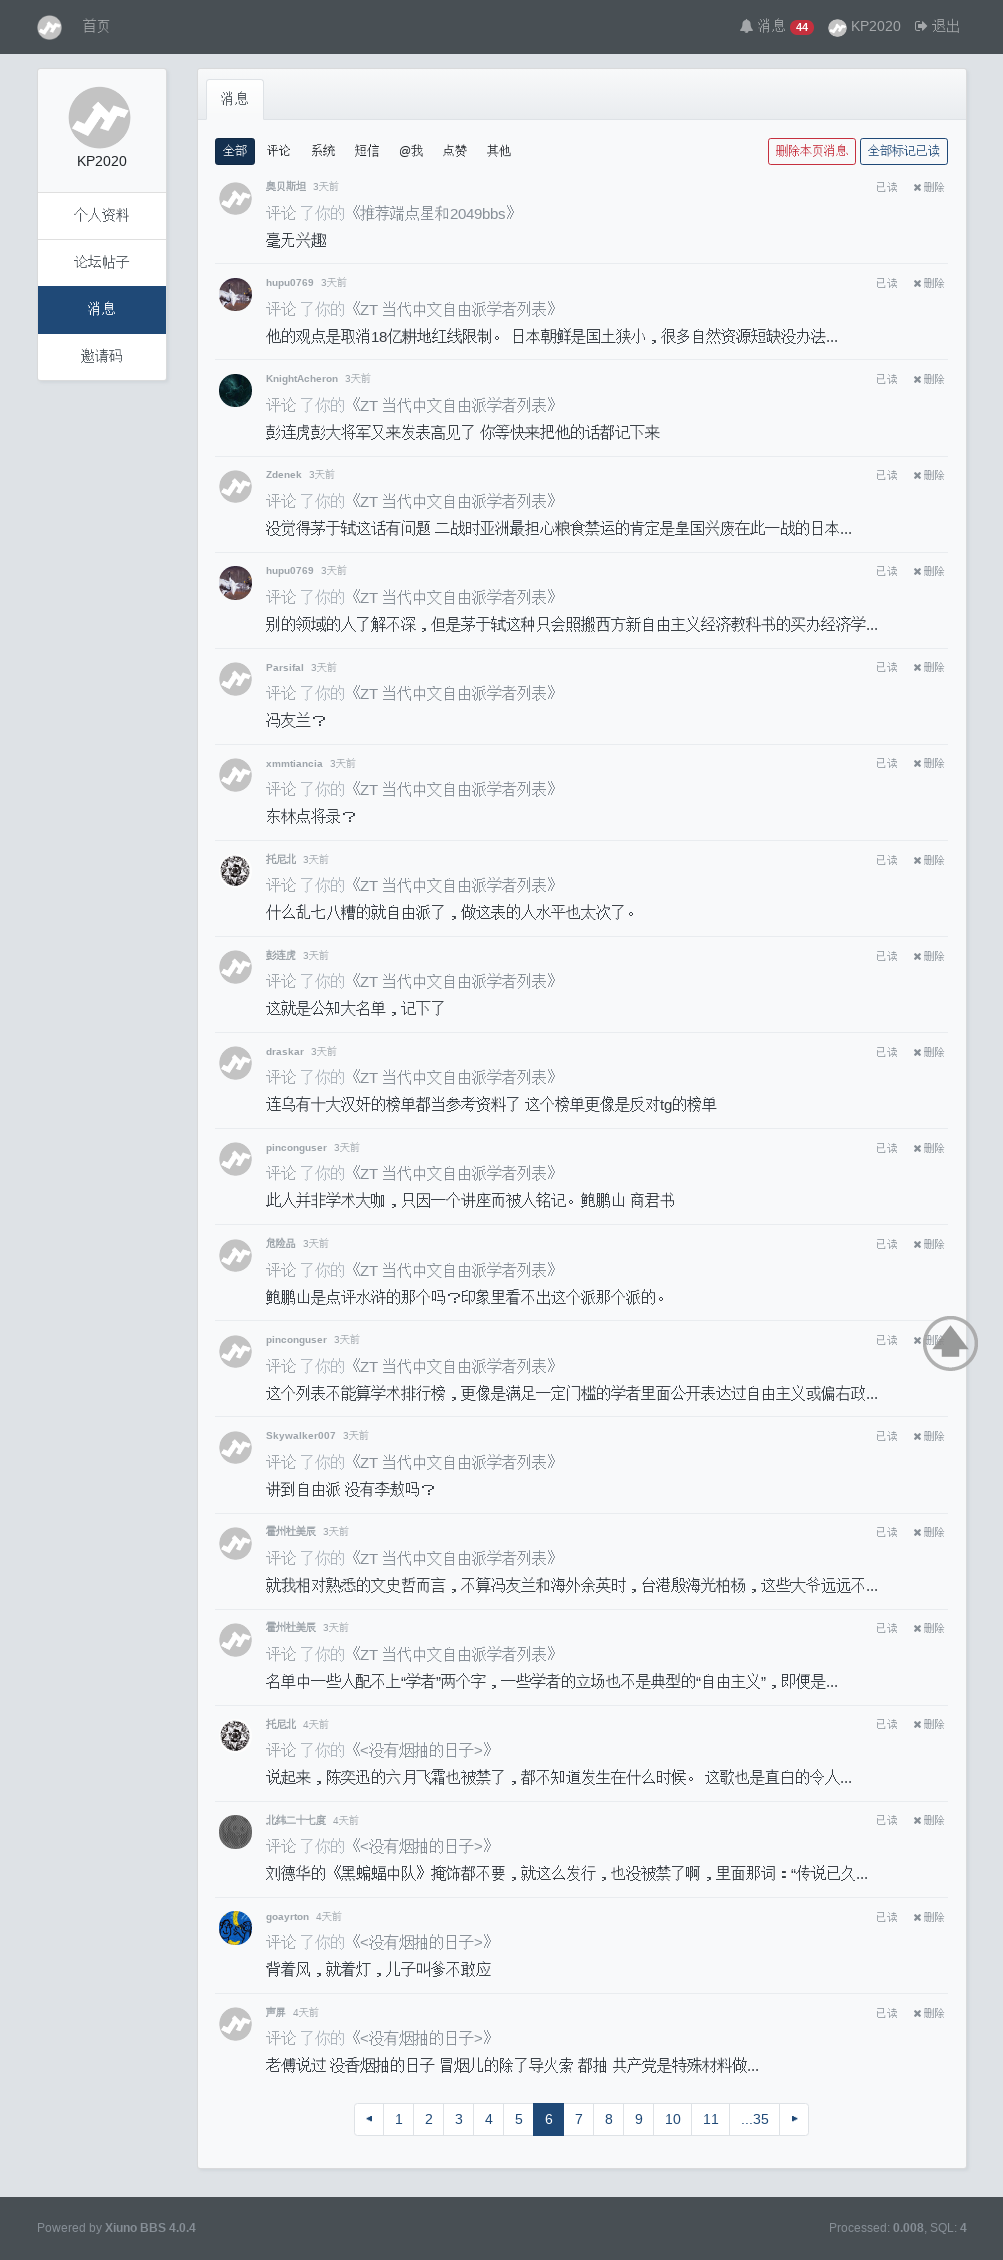 首页
消息 44 KP2020 退出
KP2020
个人资料
论坛帖子
消息
邀请码
消息
全部 评论 系统 短信 @我 点赞 其他 删除本页消息 全部标记已读
奥贝斯坦 3天前 已读 ✖删除
评论 了你的《推荐端点星和2049bbs》
毫无兴趣
hupu0769 3天前 已读 ✖删除
评论 了你的《ZT 当代中文自由派学者列表》
他的观点是取消18亿耕地红线限制。 日本朝鲜是国土狭小，很多自然资源短缺没办法...
KnightAcheron 3天前 已读 ✖删除
评论 了你的《ZT 当代中文自由派学者列表》
彭连虎彭大将军又来发表高见了 你等快来把他的话都记下来
Zdenek 3天前 已读 ✖删除
评论 了你的《ZT 当代中文自由派学者列表》
没觉得茅于轼这话有问题 二战时亚洲最担心粮食禁运的肯定是皇国兴废在此一战的日本...
hupu0769 3天前 已读 ✖删除
评论 了你的《ZT 当代中文自由派学者列表》
别的领域的人了解不深，但是茅于轼这种只会照搬西方新自由主义经济教科书的买办经济学...
Parsifal 3天前 已读 ✖删除
评论 了你的《ZT 当代中文自由派学者列表》
冯友兰？
xmmtiancia 3天前 已读 ✖删除
评论 了你的《ZT 当代中文自由派学者列表》
东林点将录？
托尼北 3天前 已读 ✖删除
评论 了你的《ZT 当代中文自由派学者列表》
什么乱七八糟的就自由派了，做这表的人水平也太次了。
彭连虎 3天前 已读 ✖删除
评论 了你的《ZT 当代中文自由派学者列表》
这就是公知大名单，记下了
draskar 3天前 已读 ✖删除
评论 了你的《ZT 当代中文自由派学者列表》
连乌有十大汉奸的榜单都当参考资料了 这个榜单更像是反对tg的榜单
pinconguser 3天前 已读 ✖删除
评论 了你的《ZT 当代中文自由派学者列表》
此人并非学术大咖，只因一个讲座而被人铭记。鲍鹏山 商君书
危险品 3天前 已读 ✖删除
评论 了你的《ZT 当代中文自由派学者列表》
鲍鹏山是点评水浒的那个吗？印象里看不出这个派那个派的。
pinconguser 3天前 已读 ✖删除
评论 了你的《ZT 当代中文自由派学者列表》
这个列表不能算学术排行榜，更像是满足一定门槛的学者里面公开表达过自由主义或偏右政...
Skywalker007 3天前 已读 ✖删除
评论 了你的《ZT 当代中文自由派学者列表》
讲到自由派 没有李敖吗？
霍州杜美辰 3天前 已读 ✖删除
评论 了你的《ZT 当代中文自由派学者列表》
就我相对熟悉的文史哲而言，不算冯友兰和海外余英时，台港殷海光柏杨，这些大爷远远不...
霍州杜美辰 3天前 已读 ✖删除
评论 了你的《ZT 当代中文自由派学者列表》
名单中一些人配不上“学者”两个字，一些学者的立场也不是典型的“自由主义”，即便是...
托尼北 4天前 已读 ✖删除
评论 了你的《<没有烟抽的日子>》
说起来，陈奕迅的六月飞霜也被禁了，都不知道发生在什么时候。 这歌也是直白的令人...
北纬二十七度 4天前 已读 ✖删除
评论 了你的《<没有烟抽的日子>》
刘德华的《黑蝙蝠中队》掩饰都不要，就这么发行，也没被禁了啊，里面那词：“传说已久...
goayrton 4天前 已读 ✖删除
评论 了你的《<没有烟抽的日子>》
背着风，就着灯，儿子叫爹不敢应
声屏 4天前 已读 ✖删除
评论 了你的《<没有烟抽的日子>》
老傅说过 没香烟抽的日子 冒烟儿的除了导火索 都抽 共产党是特殊材料做...
◂ 1 2 3 4 5 6 7 8 9 10 11 ...35 ▸
Powered by Xiuno BBS 4.0.4 Processed: 0.008, SQL: 4